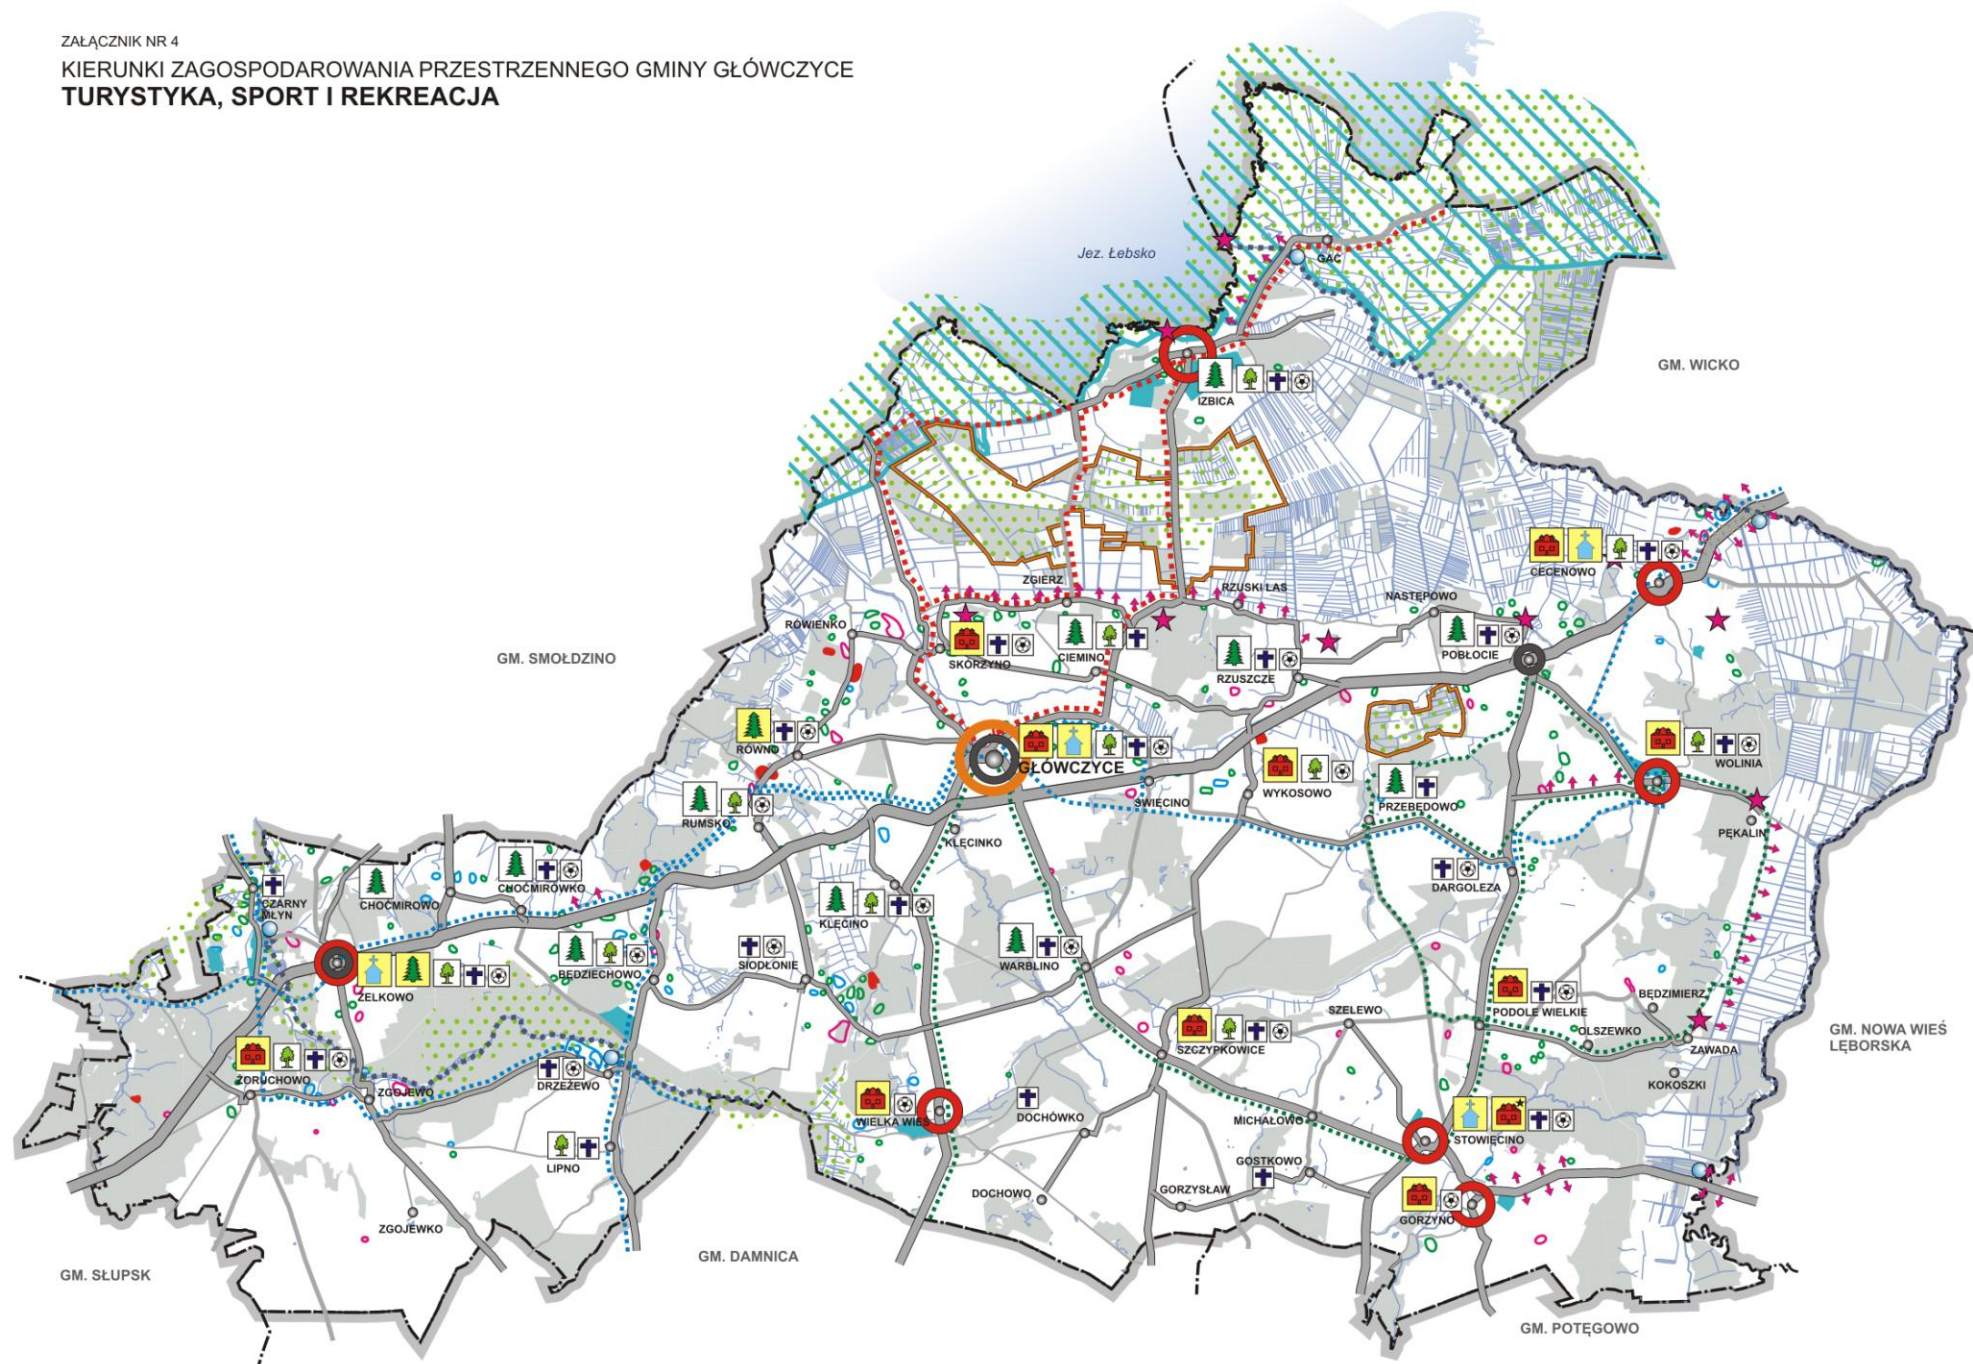 ZAŁĄCZNIK NR 4
KIERUNKI ZAGOSPODAROWANIA PRZESTRZENNEGO GMINY GŁÓWCZYCE
TURYSTYKA, SPORT I REKREACJA
Jez. Łebsko
GAĆ
GM. WICKO
IZBICA
CECENOWO
ZGIERZ
RZUSKI LAS
NASTĘPOWO
RÓWIENKO
GM. SMOŁDZINO
SKÓRZYNO
CIEMINO
RZUSZCZE
POBŁOCIE
RÓWNO
GŁÓWCZYCE
WOLINIA
WYKOSOWO
ŚWIĘCINO
PRZEBĘDOWO
RUMSKO
PĘKALIN
KLĘCINKO
DARGOLEZA
CZARNY
MŁYN
CHOĆMIROWO
CHOĆMIRÓWKO
KLĘCINO
BĘDZIECHOWO
SIODŁONIE
WARBLINO
ŻELKOWO
BĘDZIMIERZ
PODOLE WIELKIE
SZELEWO
OLSZEWKO
GM. NOWA WIEŚ
LĘBORSKA
ZAWADA
SZCZYPKOWICE
ŻORUCHOWO
DRZEŻEWO
ZGOJEWO
KOKOSZKI
WIELKA WIEŚ
DOCHÓWKO
MICHAŁOWO
STOWIĘCINO
LIPNO
GOSTKOWO
DOCHOWO
GORZYSŁAW
GORZYNO
ZGOJEWKO
GM. DAMNICA
GM. SŁUPSK
GM. POTĘGOWO